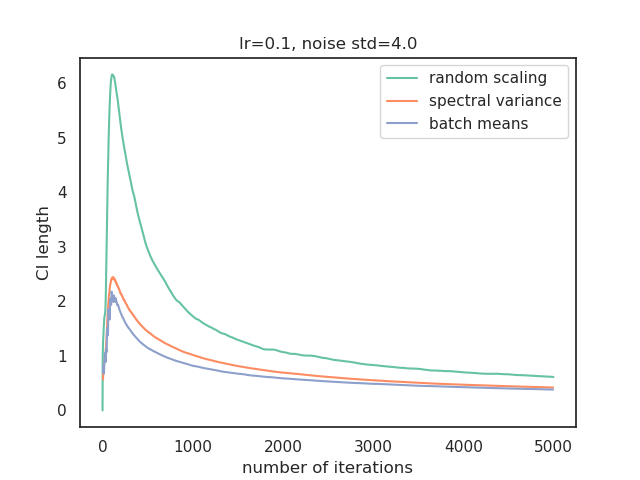 lr=0.1, noise std=4.0
random scaling
spectral variance
batch means
CI length
6
5
4
3
2
1
0
0 1000 2000 3000 4000 5000
number of iterations